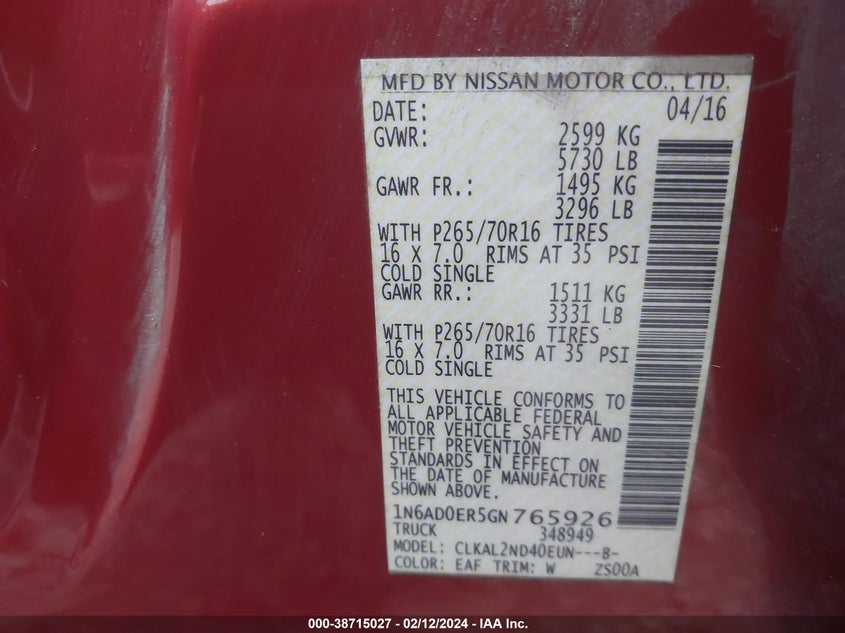 MFD BY NISSAN MOTOR CO., LTD.
DATE: 04/16
GVWR: 2599 KG
5730 LB
GAWR FR.: 1495 KG
3296 LB
WITH P265/70R16 TIRES
16 X 7.0 RIMS AT 35 PSI
COLD SINGLE
GAWR RR.: 1511 KG
3331 LB
WITH P265/70R16 TIRES
16 X 7.0 RIMS AT 35 PSI
COLD SINGLE
THIS VEHICLE CONFORMS TO
ALL APPLICABLE FEDERAL
MOTOR VEHICLE SAFETY AND
THEFT PREVENTION
STANDARDS IN EFFECT ON
THE DATE OF MANUFACTURE
SHOWN ABOVE.
1N6AD0ER5GN765926
TRUCK 348949
MODEL: CLKAL2ND40EUN---B-
COLOR: EAF TRIM: W ZS00A
000-38715027 - 02/12/2024 - IAA Inc.